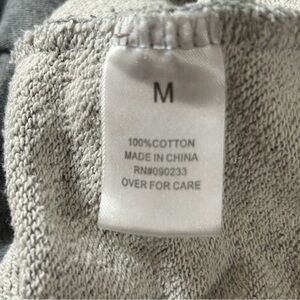 M
100%COTTON
MADE IN CHINA
RN#090233
OVER FOR CARE